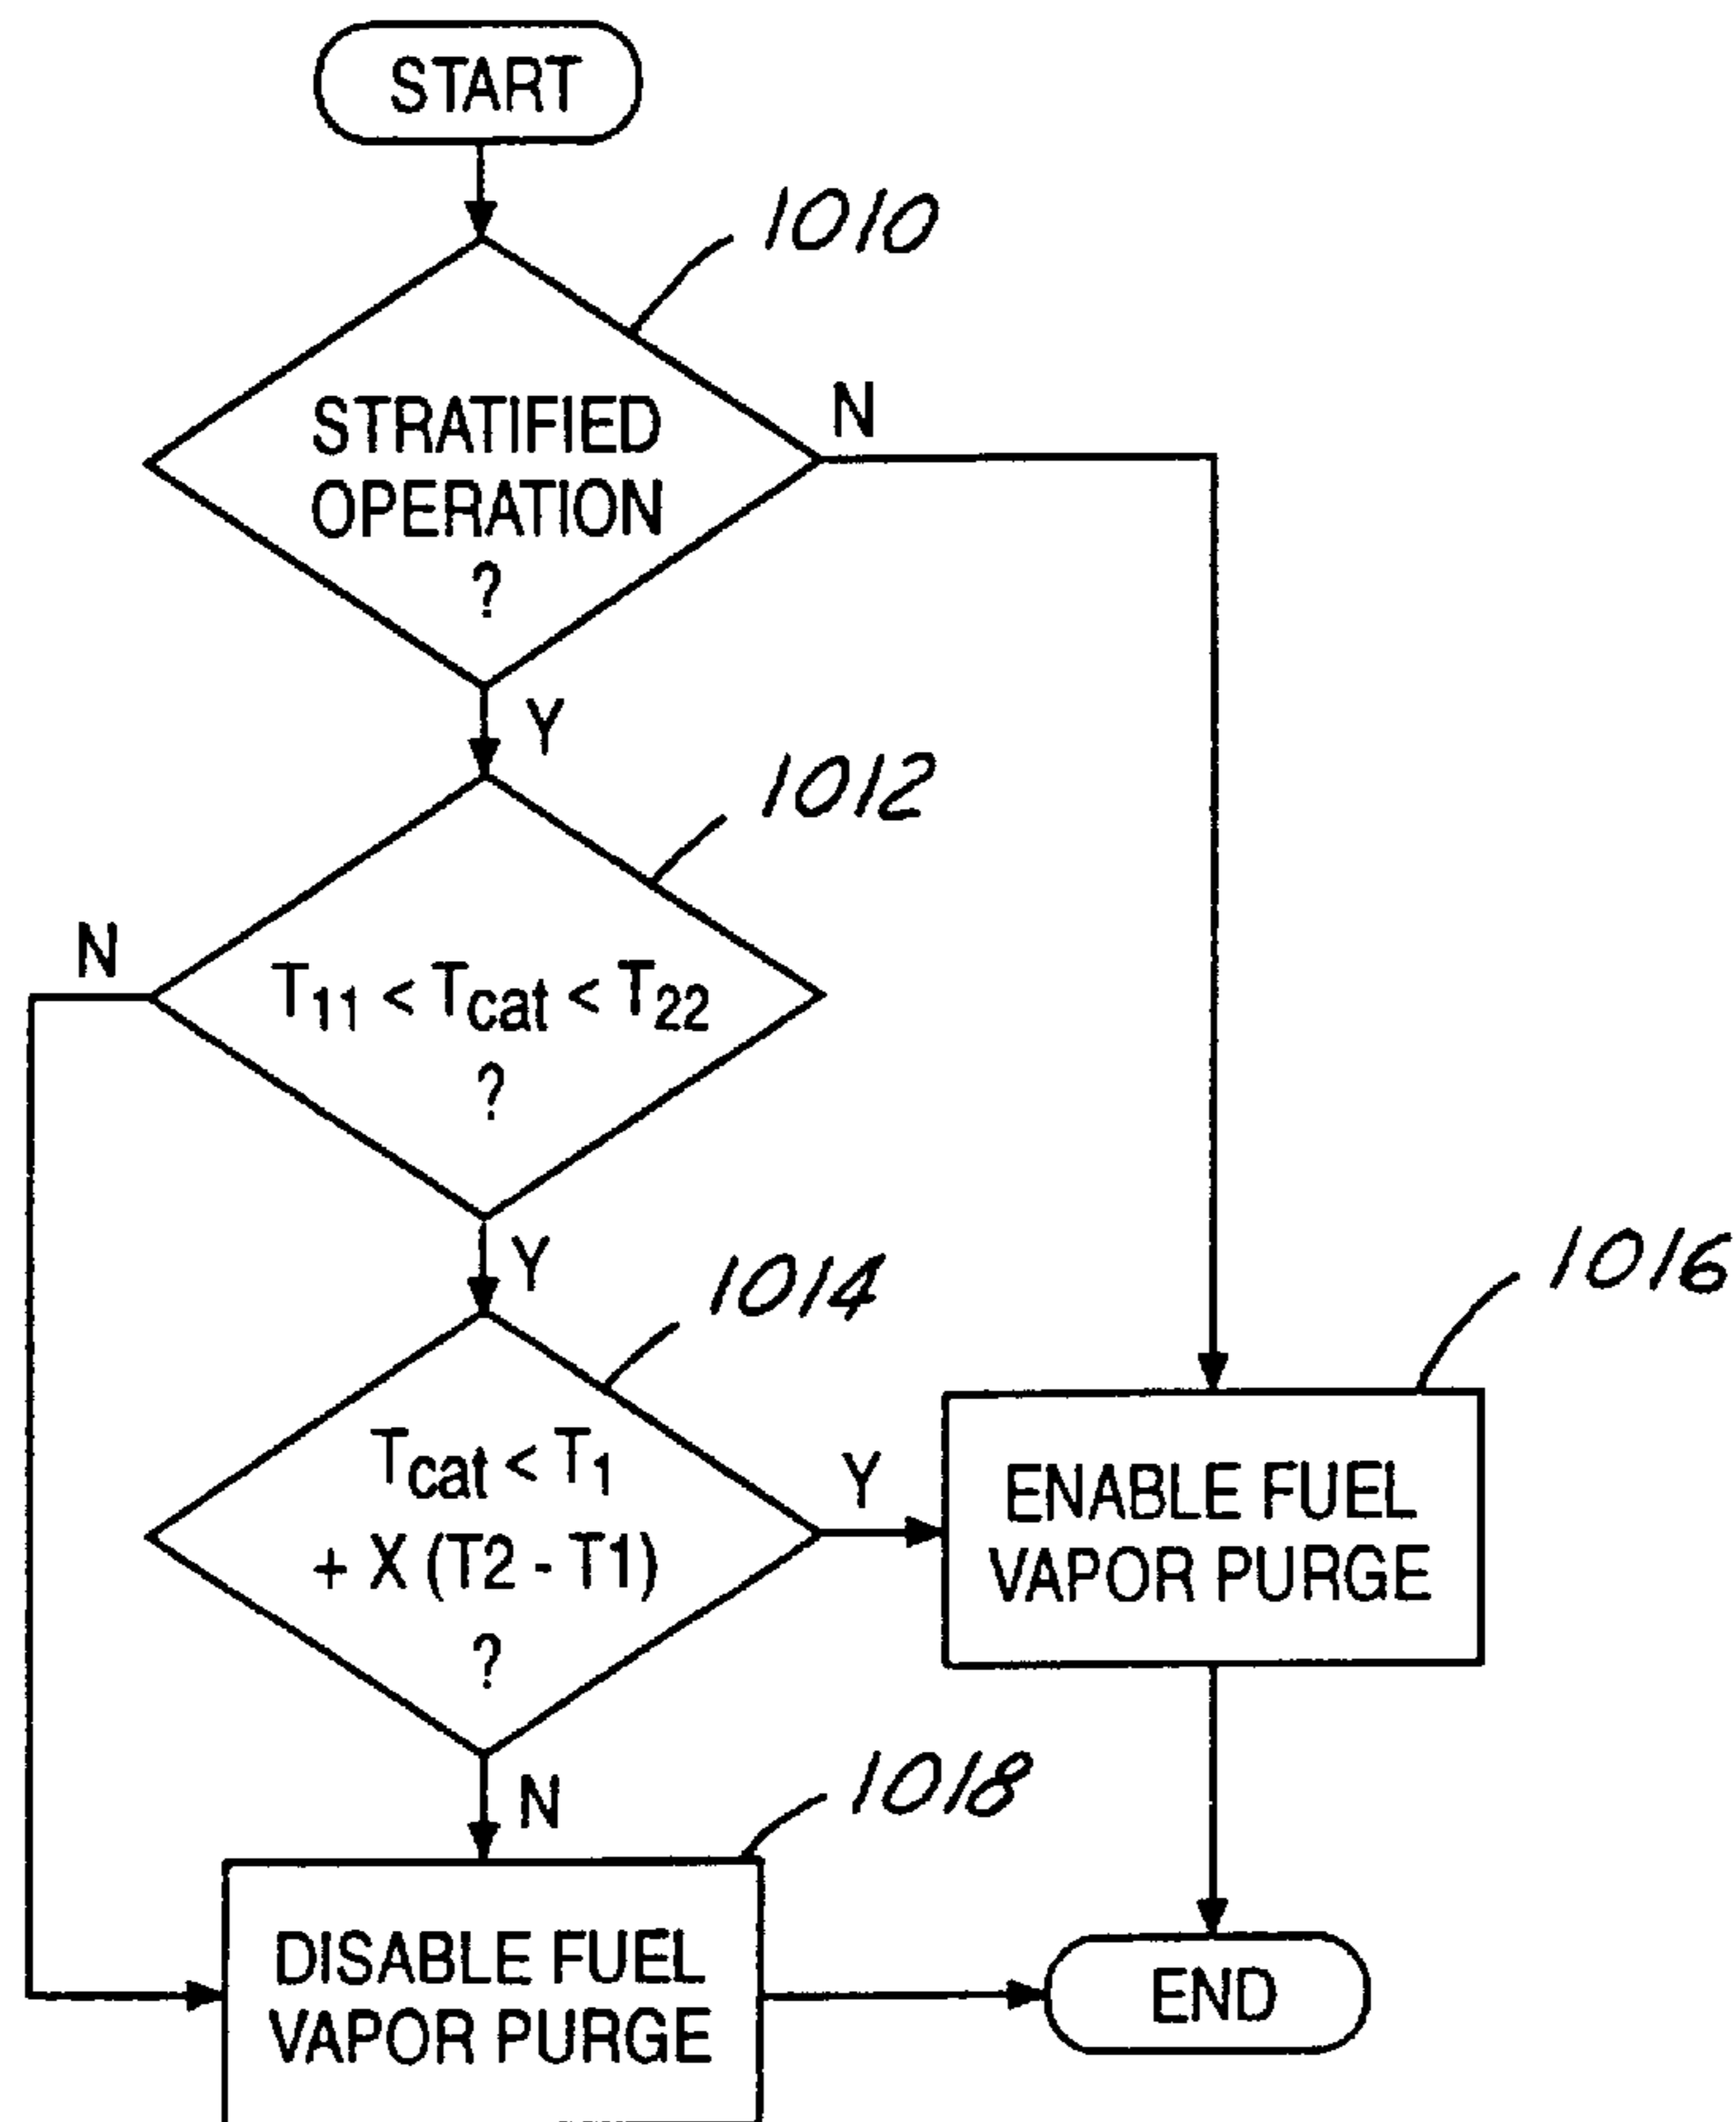 START
1010
STRATIFIED
OPERATION
?
N
Y
1012
N
T11 < Tcat < T22
?
Y
1014
1016
Tcat < T1
+ X (T2 - T1)
?
Y
ENABLE FUEL
VAPOR PURGE
N
1018
DISABLE FUEL
VAPOR PURGE
END